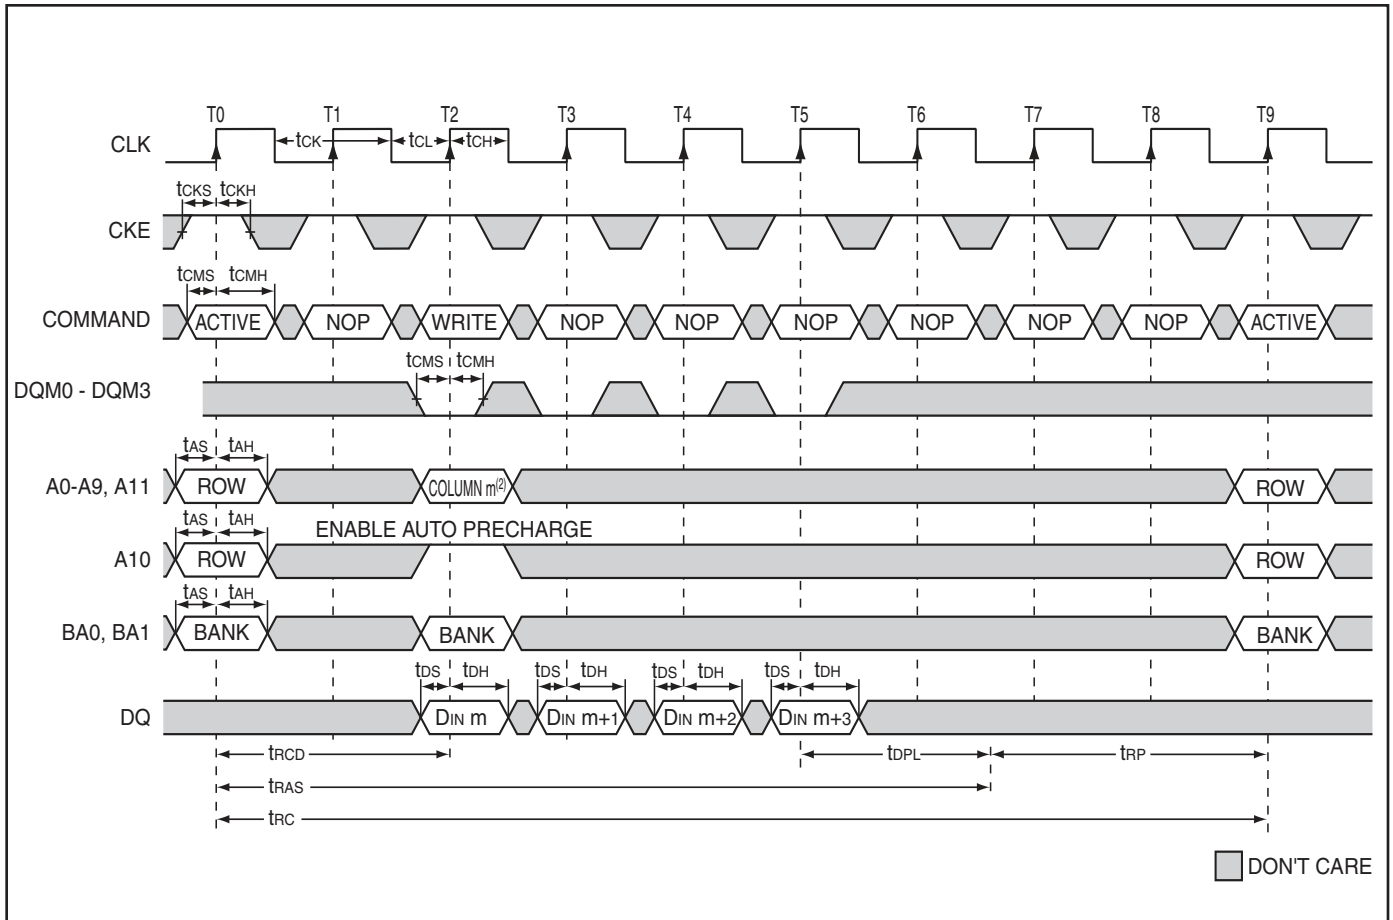 T0 T1 T2 T3 T4 T5 T6 T7 T8 T9
CLK tCK tCL tCH
tCKS tCKH
CKE
tCMS tCMH
COMMAND ACTIVE NOP WRITE NOP NOP NOP NOP NOP NOP ACTIVE
tCMS tCMH
DQM0 - DQM3
tAS tAH
A0-A9, A11 ROW COLUMN m(2) ROW
tAS tAH ENABLE AUTO PRECHARGE
A10 ROW ROW
tAS tAH
BA0, BA1 BANK BANK BANK
tDS tDH tDS tDH tDS tDH tDS tDH
DQ DIN m DIN m+1 DIN m+2 DIN m+3
tRCD tDPL tRP
tRAS
tRC
DON'T CARE